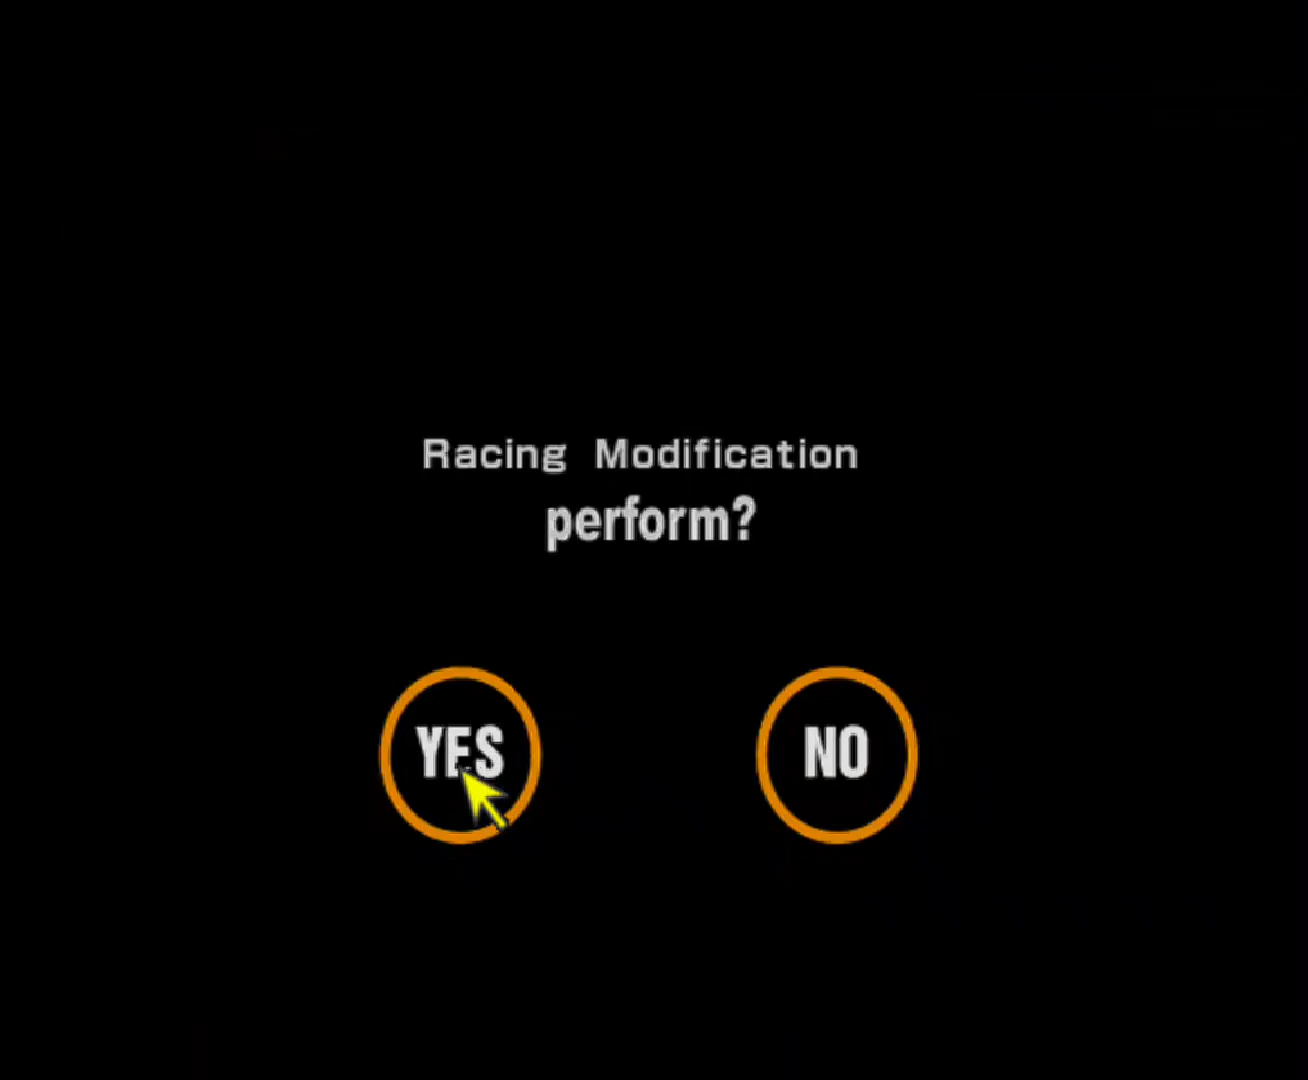 Racing Modification
perform?
YES
NO